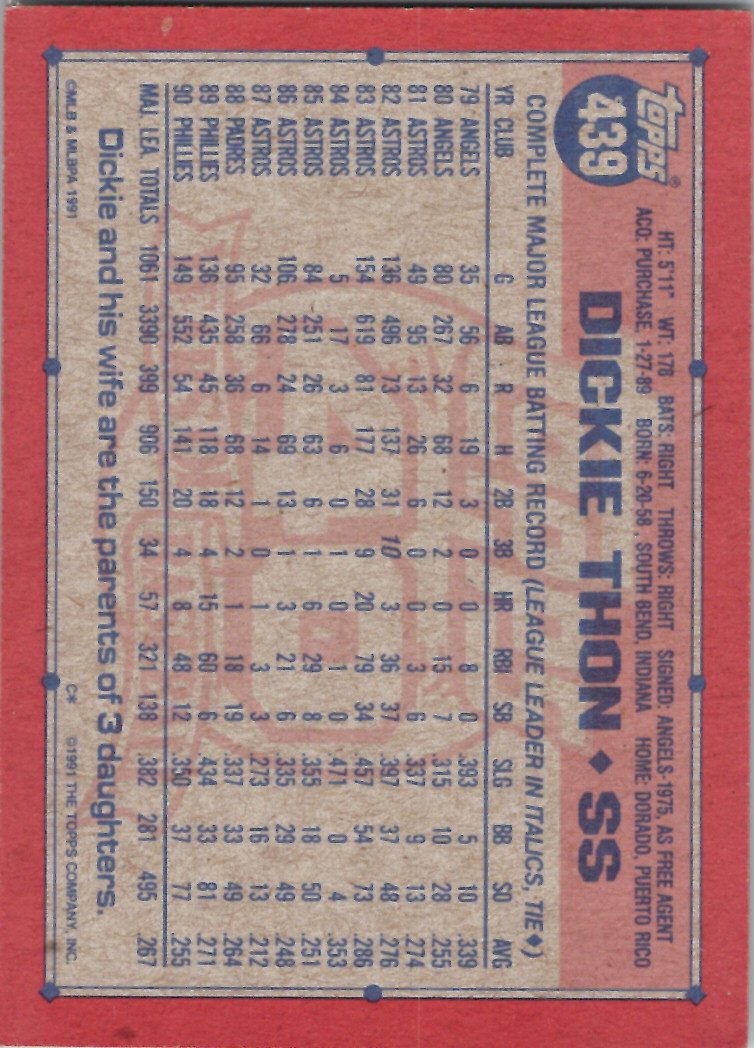 TOPPS®
439
HT: 5'11" WT: 178 BATS: RIGHT THROWS: RIGHT SIGNED: ANGELS-1975, AS FREE AGENT
ACQ: PURCHASE, 1-27-89 BORN: 6-20-58, SOUTH BEND, INDIANA HOME: DORADO, PUERTO RICO
DICKIE THON ♦ SS
COMPLETE MAJOR LEAGUE BATTING RECORD (LEAGUE LEADER IN ITALICS, TIE♦)
YR CLUB G AB R H 2B 3B HR RBI SB SLG BB SO AVG
79 ANGELS 35 56 6 19 3 0 0 8 0 .393 5 10 .339
80 ANGELS 80 267 32 68 12 2 0 15 7 .315 10 28 .255
81 ASTROS 49 95 13 26 6 0 0 3 6 .337 9 13 .274
82 ASTROS 136 496 73 137 31 10 3 36 37 .397 37 48 .276
83 ASTROS 154 619 81 177 28 9 20 79 34 .457 54 73 .286
84 ASTROS 5 17 3 6 0 1 0 1 0 .471 0 4 .353
85 ASTROS 84 251 26 63 6 1 6 29 8 .355 18 50 .251
86 ASTROS 106 278 24 69 13 1 3 21 6 .335 29 49 .248
87 ASTROS 32 66 6 14 1 0 1 3 3 .273 16 13 .212
88 PADRES 95 258 36 68 12 2 1 18 19 .337 33 49 .264
89 PHILLIES 136 435 45 118 18 4 15 60 6 .434 33 81 .271
90 PHILLIES 149 552 54 141 20 4 8 48 12 .350 37 77 .255
MAJ. LEA. TOTALS 1061 3390 399 906 150 34 57 321 138 .382 281 495 .267
Dickie and his wife are the parents of 3 daughters.
©MLB & MLBPA 1991 C* ©1991 THE TOPPS COMPANY, INC.